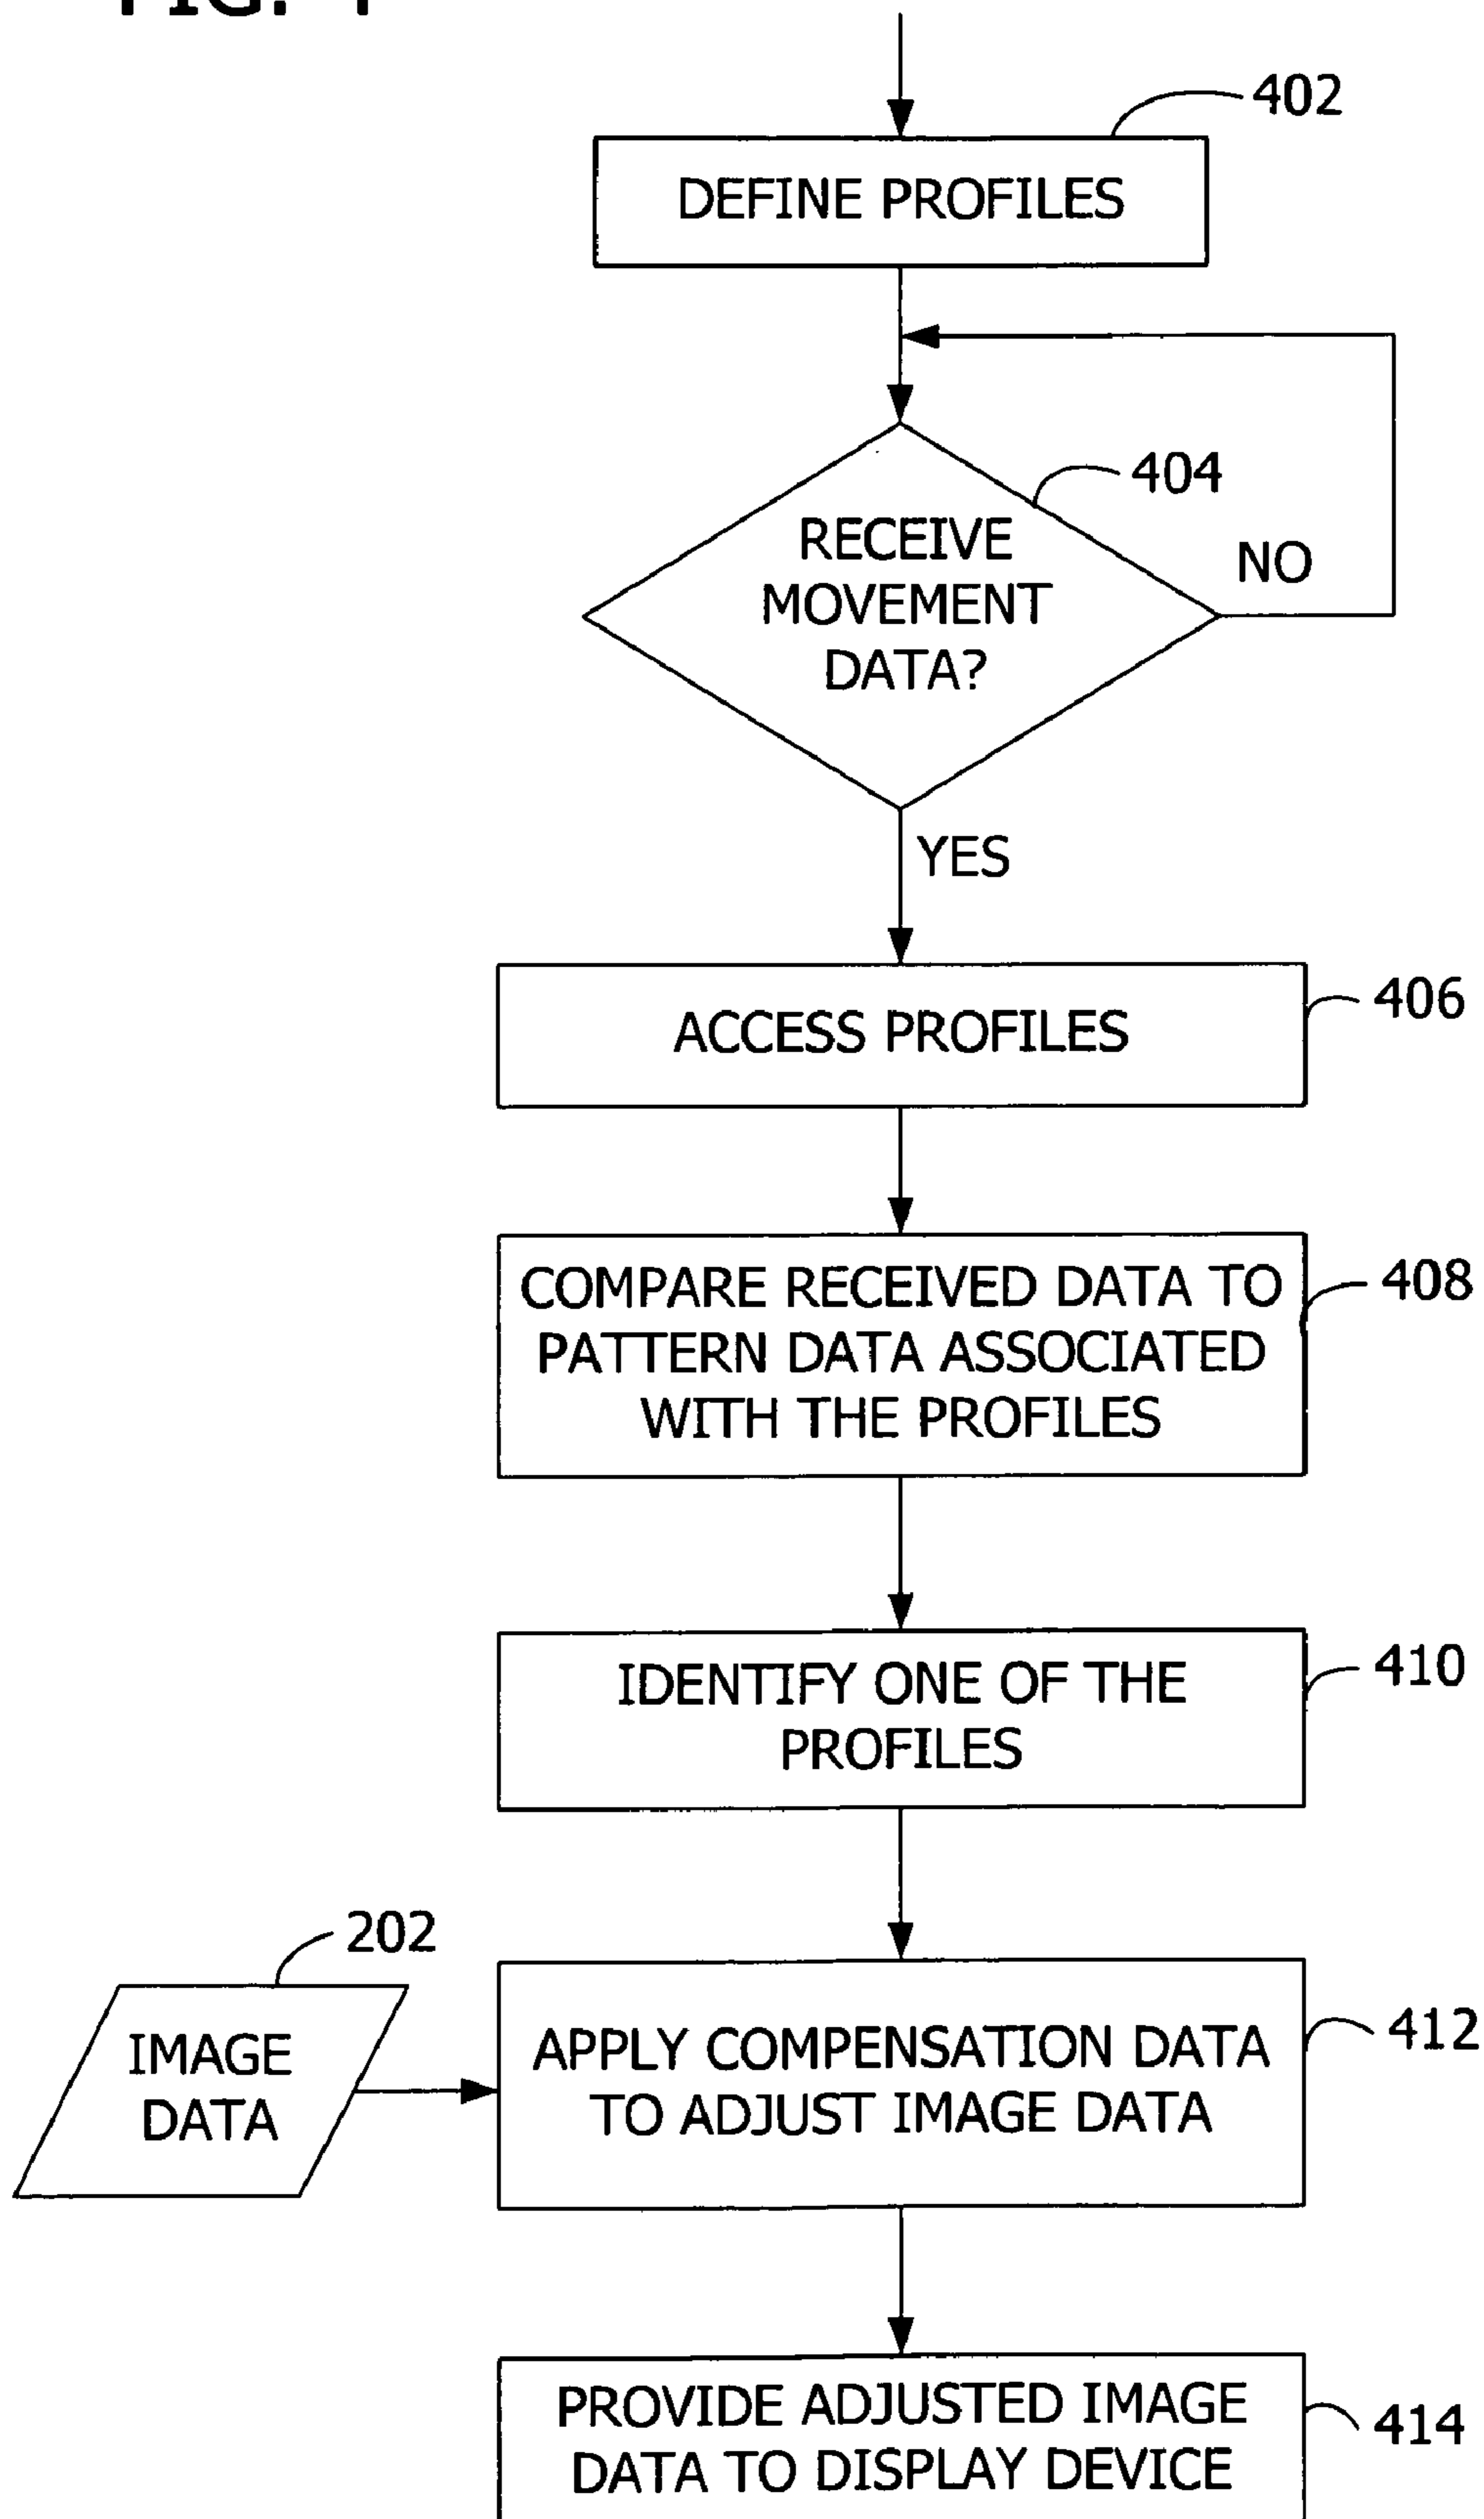 FIG. 4
402
DEFINE PROFILES
404
RECEIVE
MOVEMENT
DATA?
NO
YES
ACCESS PROFILES
406
COMPARE RECEIVED DATA TO
PATTERN DATA ASSOCIATED
WITH THE PROFILES
408
IDENTIFY ONE OF THE
PROFILES
410
202
IMAGE
DATA
APPLY COMPENSATION DATA
TO ADJUST IMAGE DATA
412
PROVIDE ADJUSTED IMAGE
DATA TO DISPLAY DEVICE
414